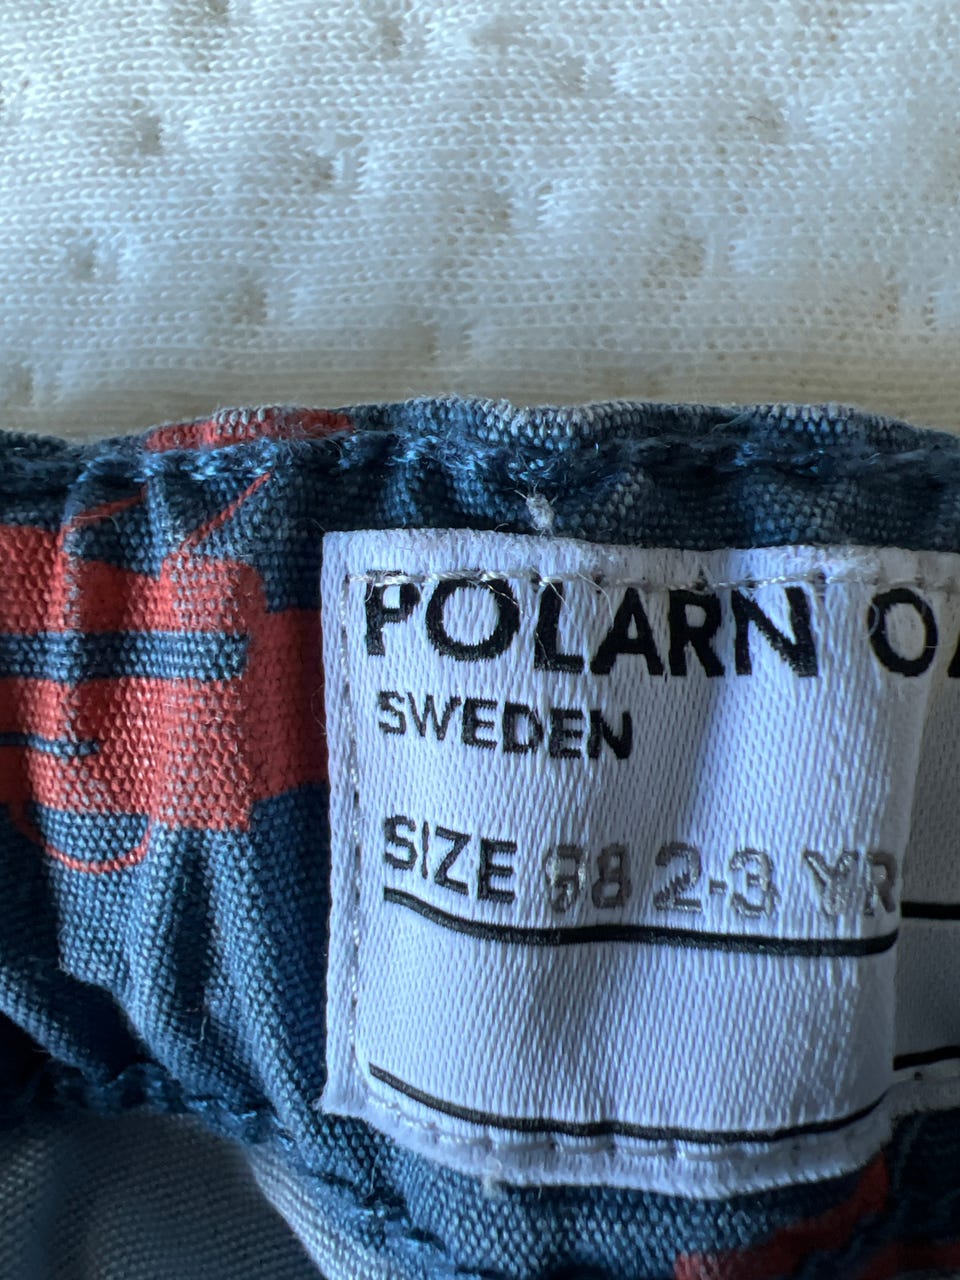 POLARN O
SWEDEN
SIZE 98 2-3 YR